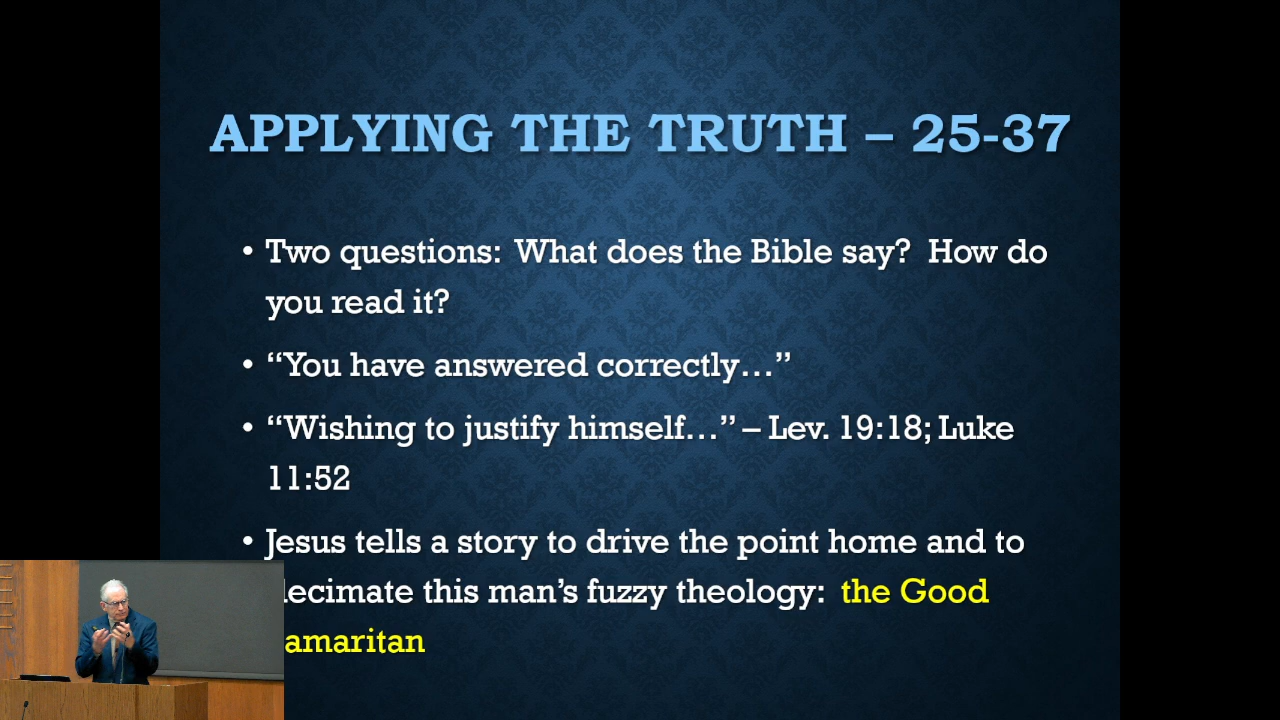 APPLYING THE TRUTH – 25-37
• Two questions:  What does the Bible say?  How do
you read it?
• “You have answered correctly…”
• “Wishing to justify himself…” – Lev. 19:18; Luke
11:52
• Jesus tells a story to drive the point home and to
decimate this man’s fuzzy theology:  the Good
amaritan